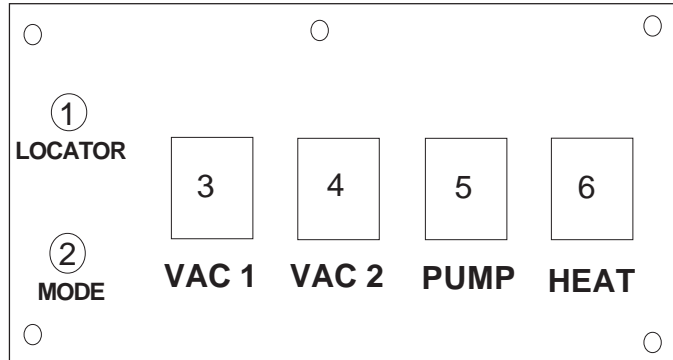 1
LOCATOR
3 4 5 6
2
MODE
VAC 1 VAC 2 PUMP HEAT